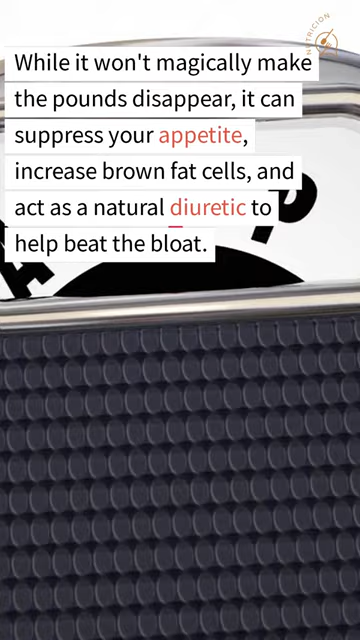 NUTRICION
While it won't magically make
the pounds disappear, it can
suppress your appetite,
increase brown fat cells, and
act as a natural diuretic to
help beat the bloat.
P
A